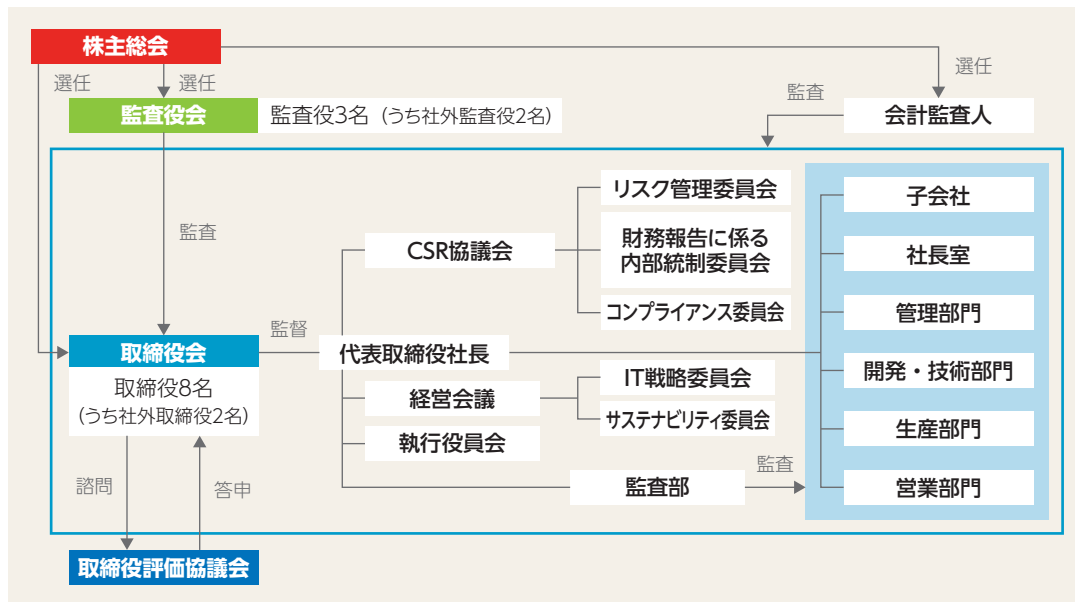 株主総会
選任
選任
選任
監査役会
監査役3名（うち社外監査役2名）
監査
会計監査人
監査
リスク管理委員会
CSR協議会
財務報告に係る
内部統制委員会
コンプライアンス委員会
取締役会
取締役8名
（うち社外取締役2名）
監督
代表取締役社長
経営会議
IT戦略委員会
サステナビリティ委員会
執行役員会
監査部
監査
子会社
社長室
管理部門
開発・技術部門
生産部門
営業部門
諮問
答申
取締役評価協議会